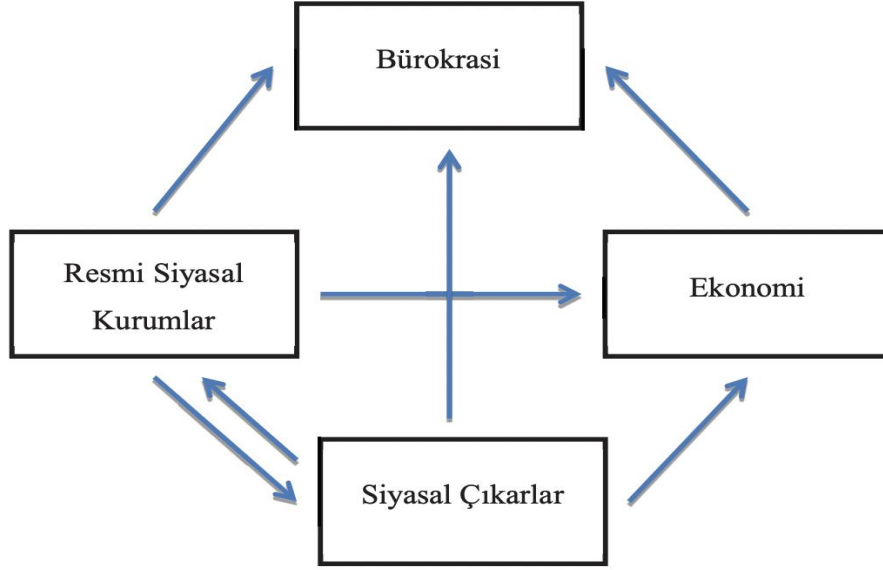 Bürokrasi
Resmi Siyasal
Kurumlar
Ekonomi
Siyasal Çıkarlar